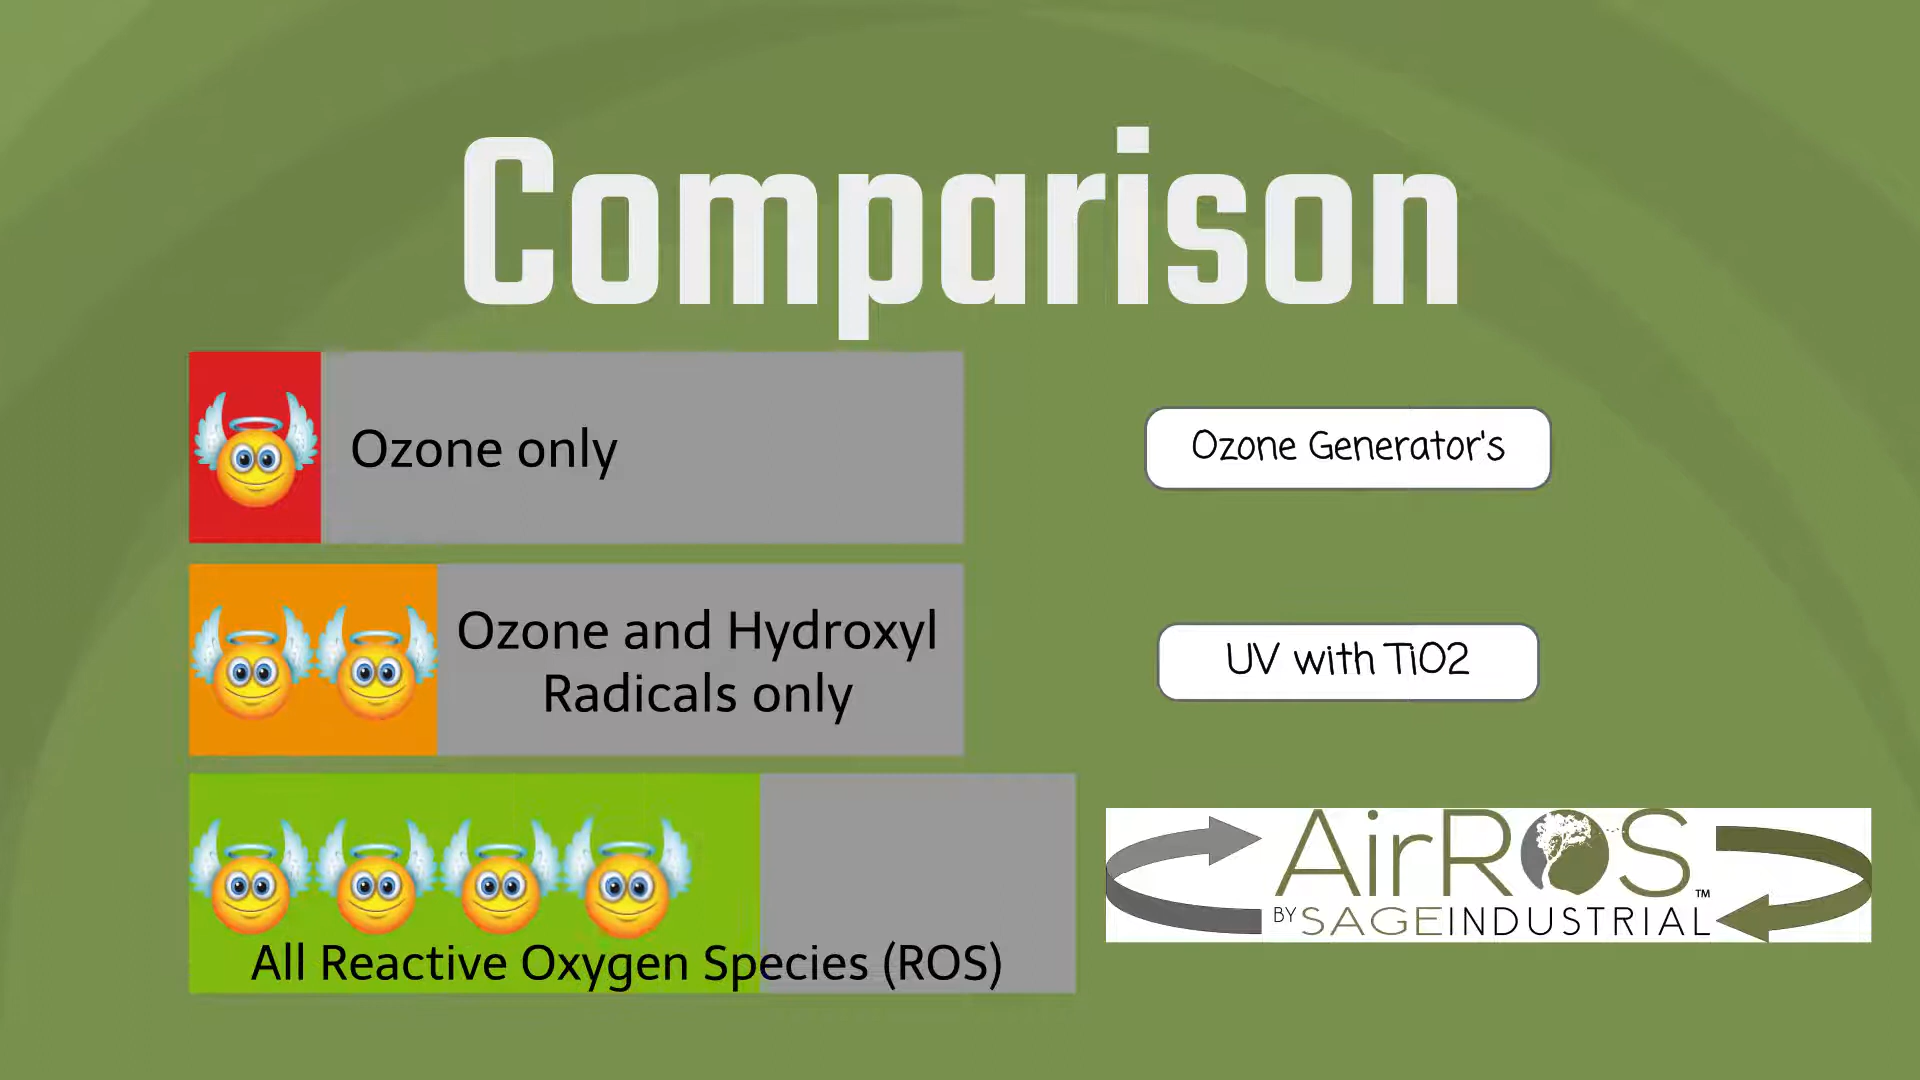 Comparison
Ozone only
Ozone Generator's
Ozone and Hydroxyl
Radicals only
UV with TiO2
All Reactive Oxygen Species (ROS)
AirROS™
BY SAGEINDUSTRIAL